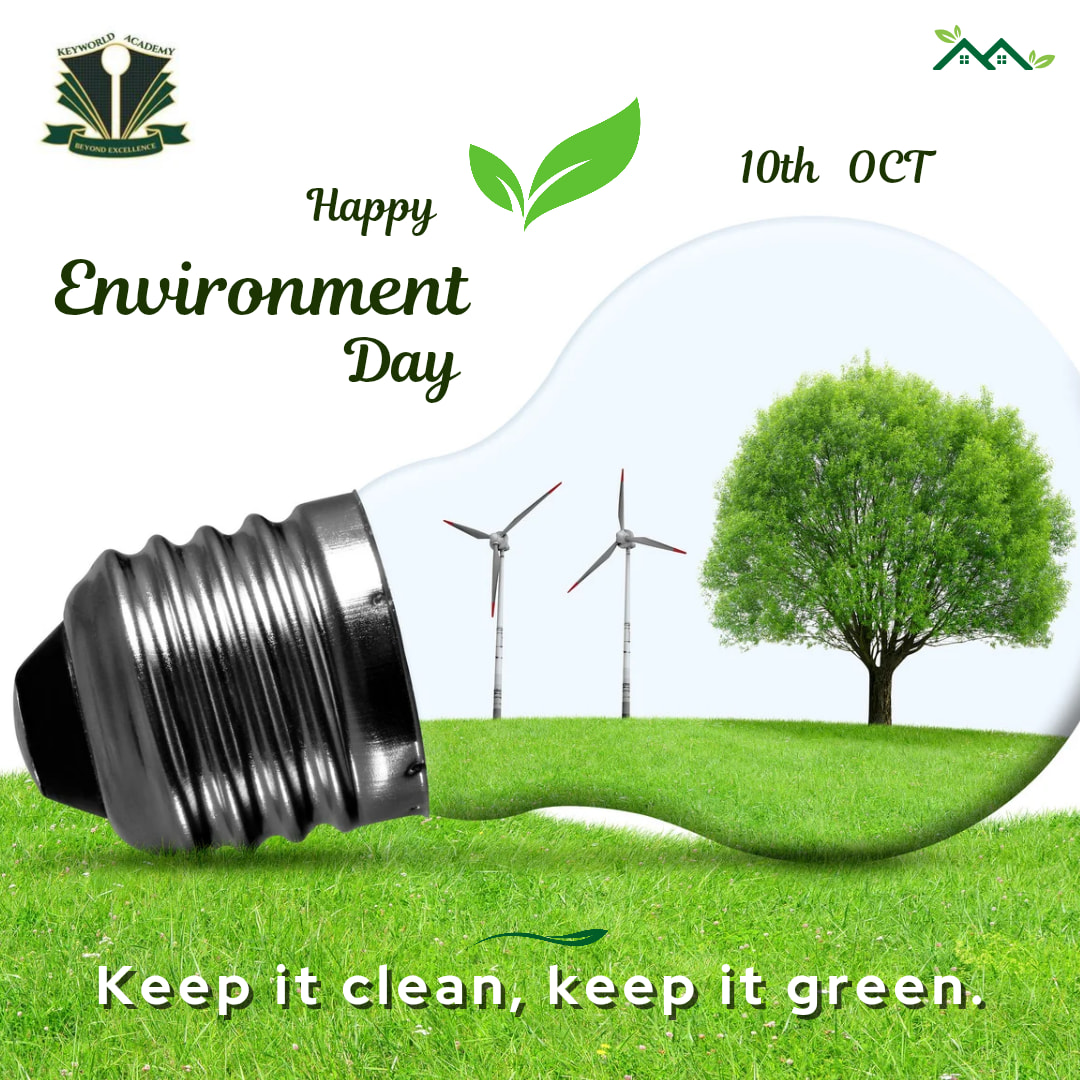 KEYWORLD ACADEMY
BEYOND EXCELLENCE
10th OCT
Happy
Environment
Day
Keep it clean, keep it green.